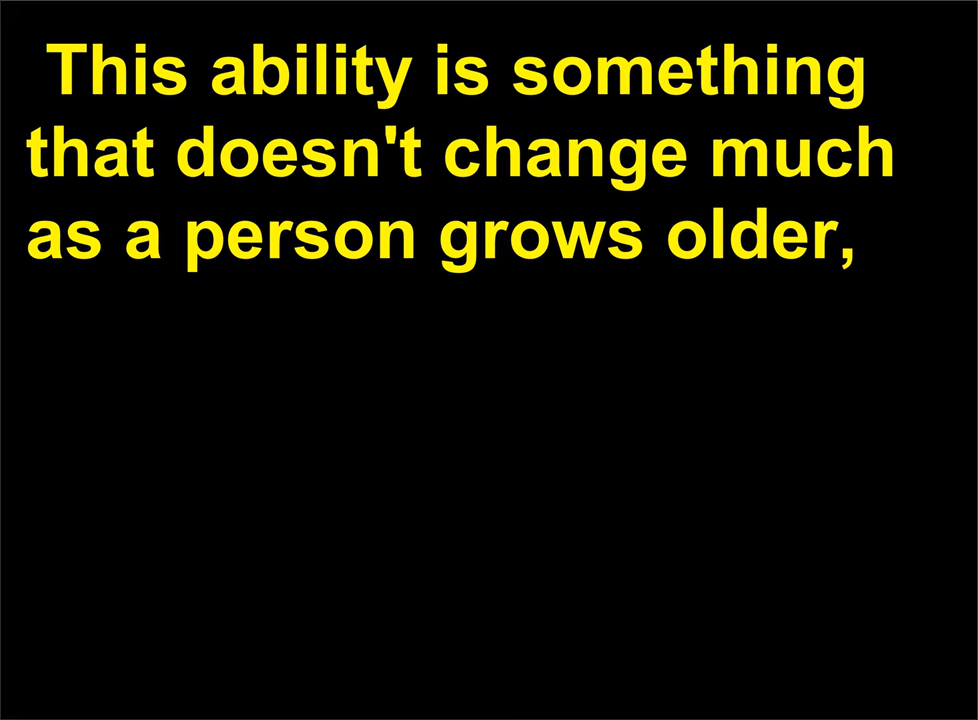 This ability is something
that doesn't change much
as a person grows older,